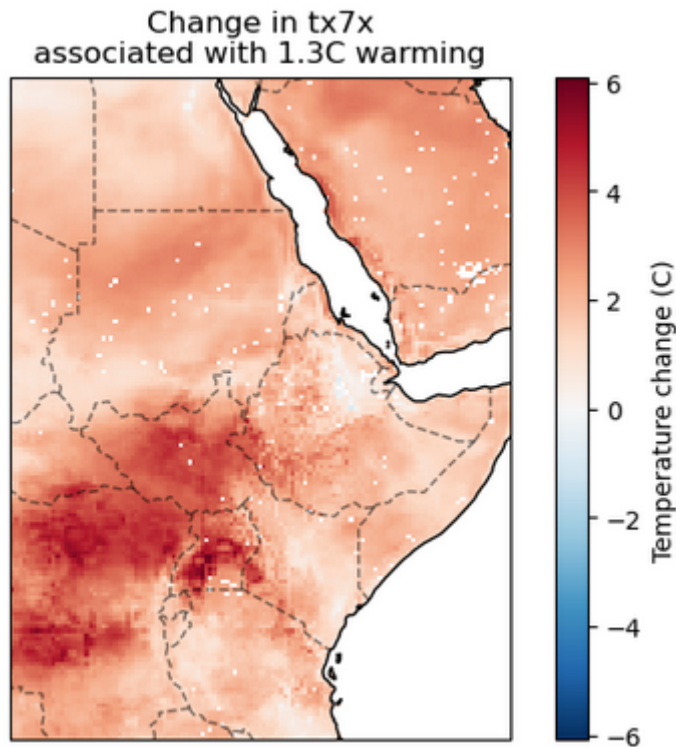 Change in tx7x
associated with 1.3C warming
6
4
2
0
−2
−4
−6
Temperature change (C)